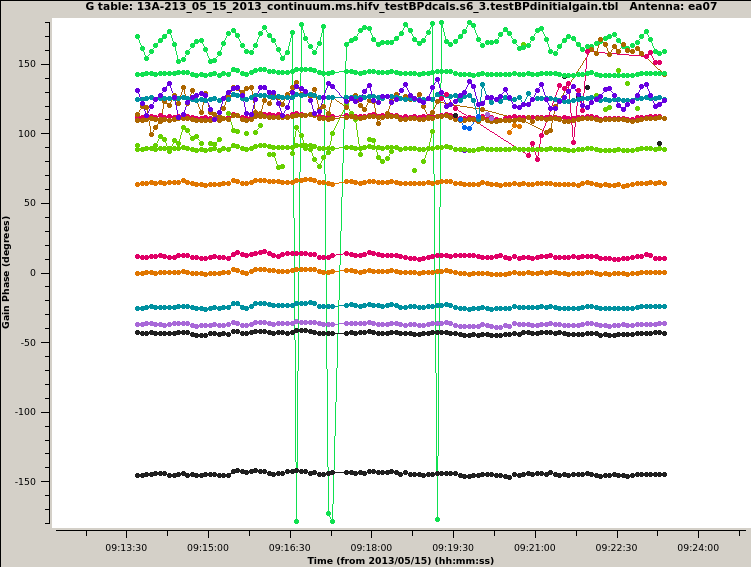 G table: 13A-213_05_15_2013_continuum.ms.hifv_testBPdcals.s6_3.testBPdinitialgain.tbl   Antenna: ea07
150
100
50
0
-50
-100
-150
Gain Phase (degrees)
09:13:30 09:15:00 09:16:30 09:18:00 09:19:30 09:21:00 09:22:30 09:24:00
Time (from 2013/05/15) (hh:mm:ss)